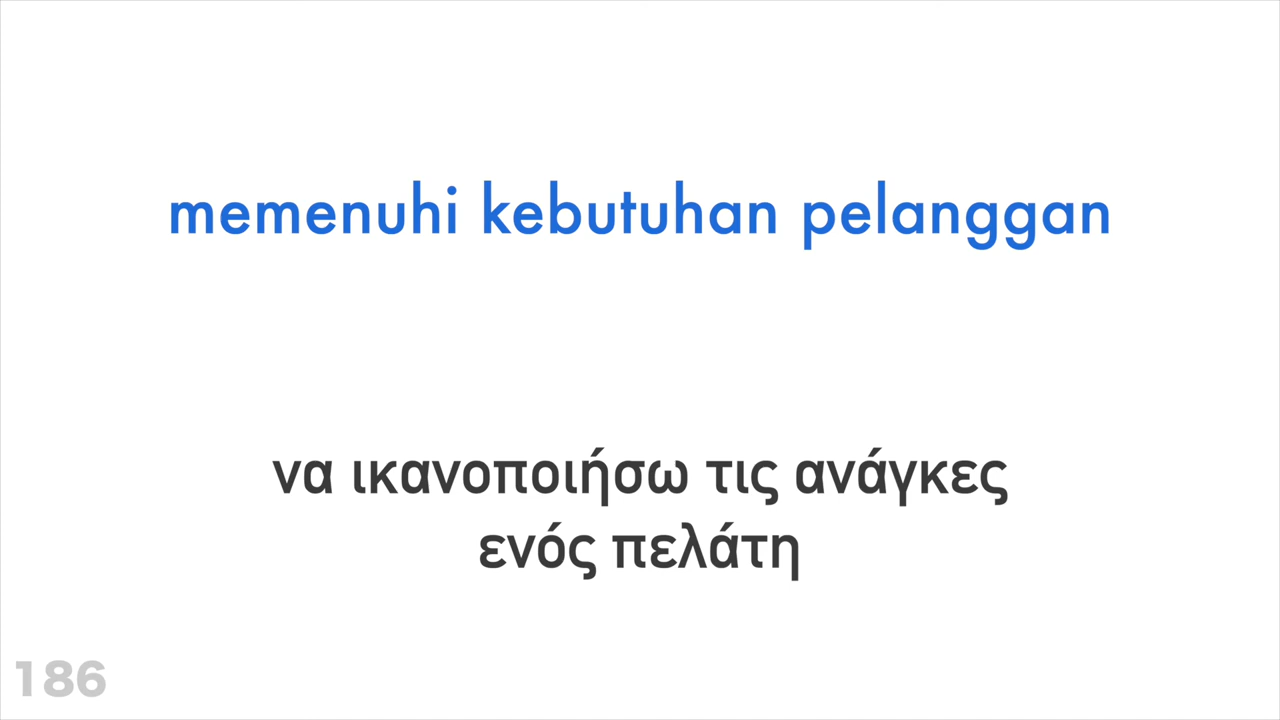 memenuhi kebutuhan pelanggan
να ικανοποιήσω τις ανάγκες
ενός πελάτη
186